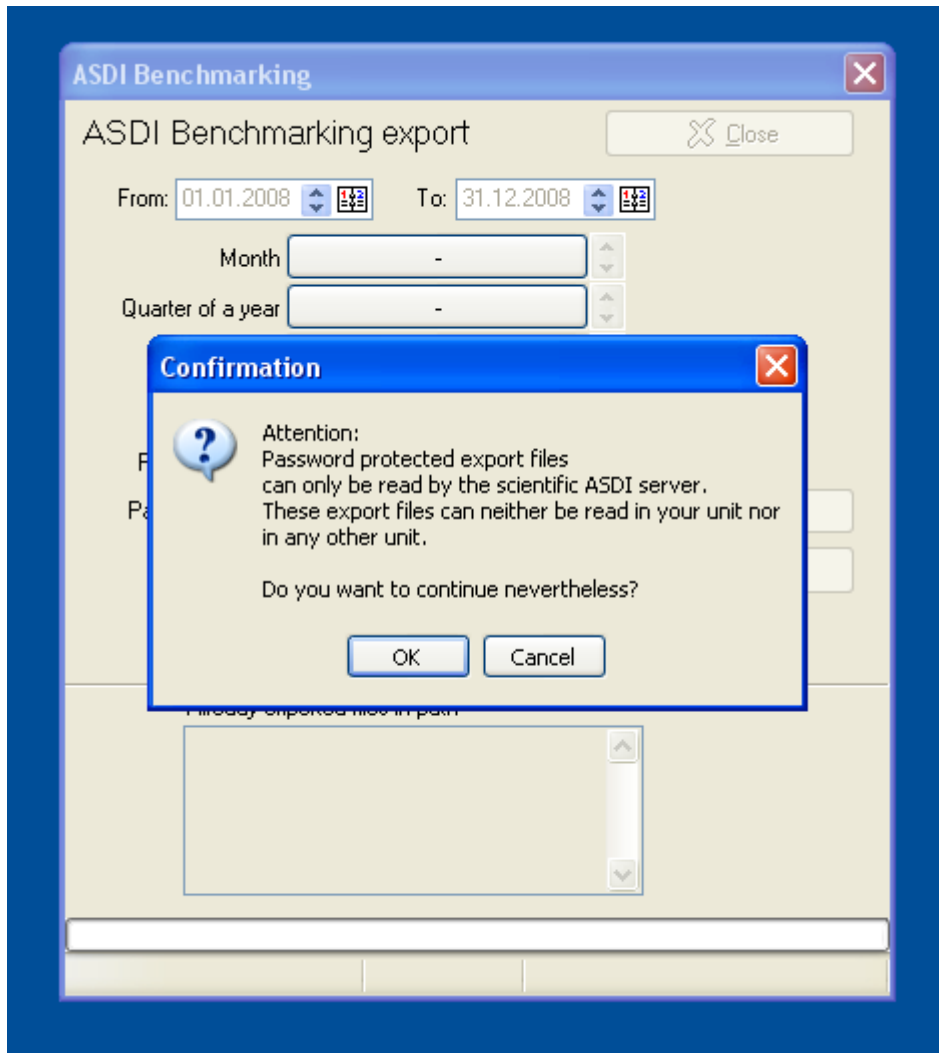 ASDI Benchmarking
ASDI Benchmarking export
Close
From: 01.01.2008 To: 31.12.2008
Month -
Quarter of a year -
Confirmation
Attention:
Password protected export files
can only be read by the scientific ASDI server.
These export files can neither be read in your unit nor
in any other unit.
Do you want to continue nevertheless?
OK Cancel